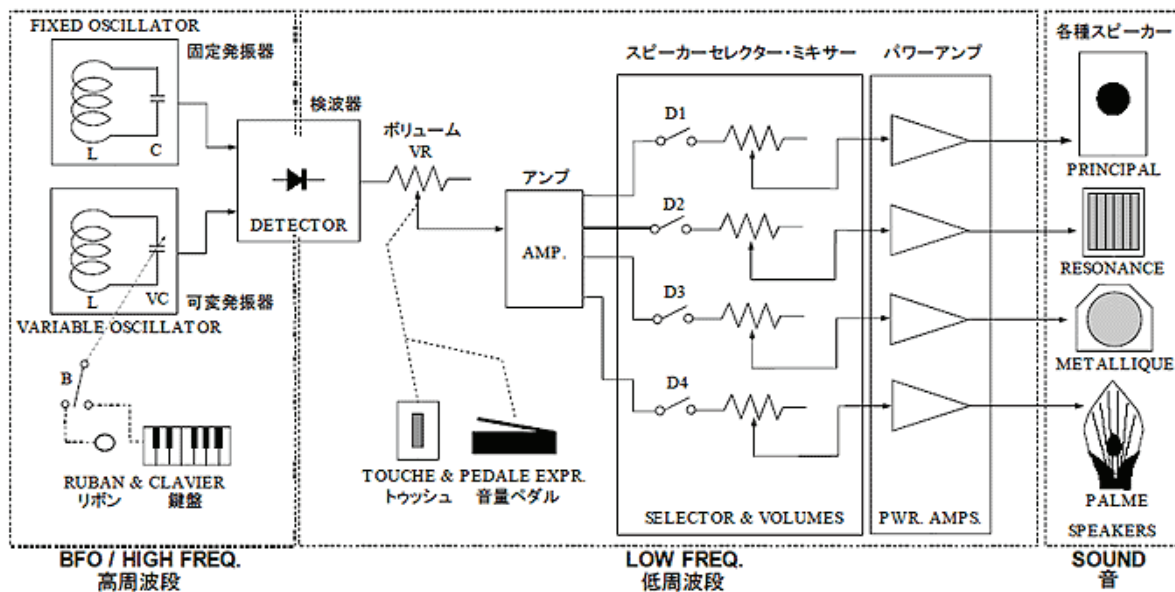 FIXED OSCILLATOR
固定発振器
L
C
L
VC
可変発振器
VARIABLE OSCILLATOR
B
RUBAN & CLAVIER
リボン 鍵盤
BFO / HIGH FREQ.
高周波段
検波器
DETECTOR
ボリューム
VR
アンプ
AMP.
TOUCHE & PEDALE EXPR.
トゥッシュ 音量ペダル
スピーカーセレクター・ミキサー
D1
D2
D3
D4
SELECTOR & VOLUMES
パワーアンプ
PWR. AMPS.
LOW FREQ.
低周波段
各種スピーカー
PRINCIPAL
RESONANCE
METALLIQUE
PALME
SPEAKERS
SOUND
音